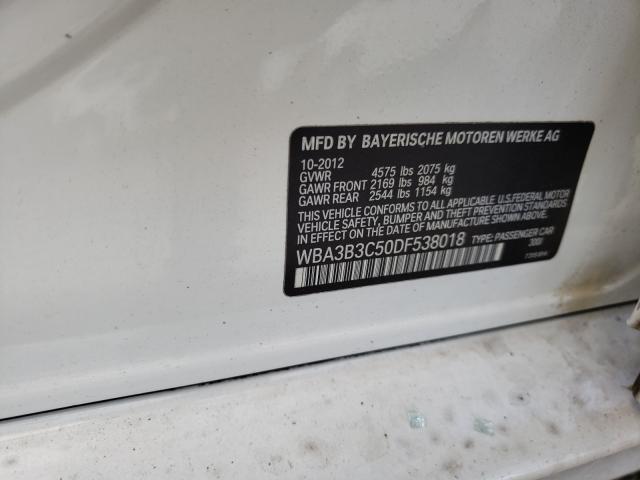 MFD BY BAYERISCHE MOTOREN WERKE AG
10-2012
GVWR 4575 lbs 2075 kg
GAWR FRONT 2169 lbs 984 kg
GAWR REAR 2544 lbs 1154 kg
THIS VEHICLE CONFORMS TO ALL APPLICABLE U.S.FEDERAL MOTOR
VEHICLE SAFETY, BUMPER AND THEFT PREVENTION STANDARDS
IN EFFECT ON THE DATE OF MANUFACTURE SHOWN ABOVE.
WBA3B3C50DF538018 TYPE: PASSENGER CAR